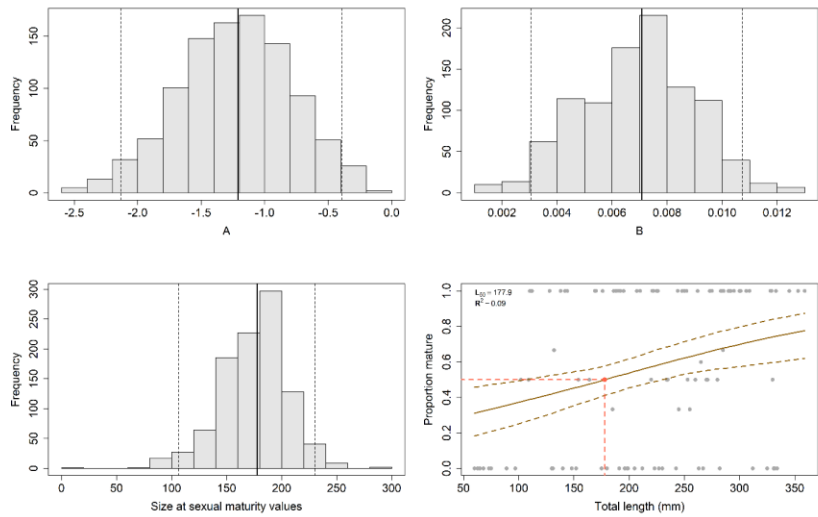 Frequency
150
100
50
0
-2.5 -2.0 -1.5 -1.0 -0.5 0.0
A
Frequency
200
150
100
50
0
0.002 0.004 0.006 0.008 0.010 0.012
B
Frequency
300
200
100
50
0
0 50 100 150 200 250 300
Size at sexual maturity values
Proportion mature
1.0
0.8
0.6
0.4
0.2
0.0
L50 = 177.9
R2 = 0.09
50 100 150 200 250 300 350
Total length (mm)